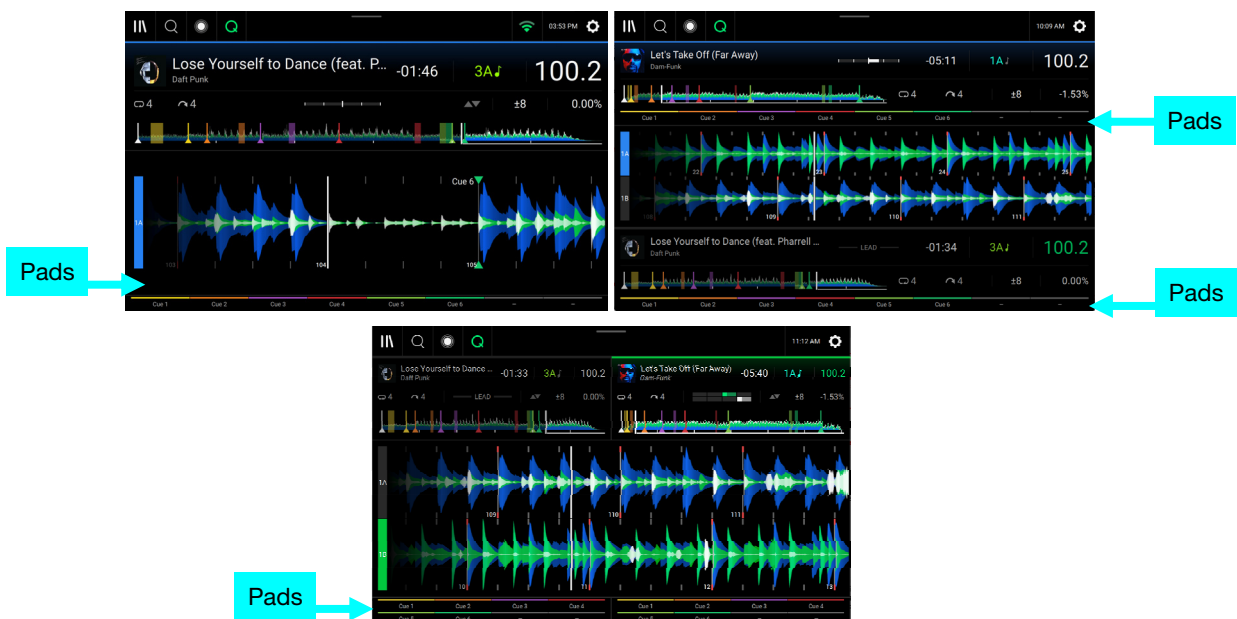 03:53 PM
Lose Yourself to Dance (feat. P...
Daft Punk
-01:46
3A♪
100.2
4
4
±8
0.00%
Cue 6
1A
103
104
105
Cue 1 Cue 2 Cue 3 Cue 4 Cue 5 Cue 6 – –
Pads
10:09 AM
Let's Take Off (Far Away)
Dam-Funk
-05:11
1A♪
100.2
4
4
±8
-1.53%
Cue 1 Cue 2 Cue 3 Cue 4 Cue 5 Cue 6 – –
Pads
1A
22
23
24
25
1B
108
109
110
111
Lose Yourself to Dance (feat. Pharrell ...
Daft Punk
LEAD
-01:34
3A♪
100.2
4
4
±8
0.00%
Cue 1 Cue 2 Cue 3 Cue 4 Cue 5 Cue 6 – –
Pads
11:12 AM
Lose Yourself to Dance ...
Daft Punk
-01:33
3A♪
100.2
4
4
LEAD
±8
0.00%
Let's Take Off (Far Away)
Dam-Funk
-05:40
1A♪
100.2
4
4
±8
-1.53%
1A
109
110
111
1B
10
11
12
13
Cue 1 Cue 2 Cue 3 Cue 4 Cue 1 Cue 2 Cue 3 Cue 4
Pads